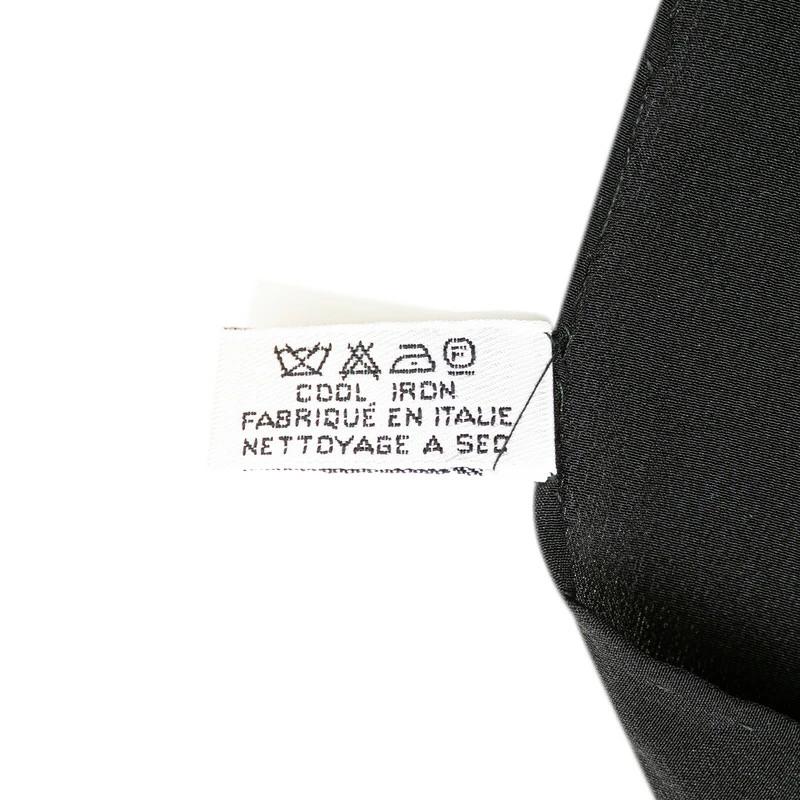 F
COOL IRON
FABRIQUÉ EN ITALIE
NETTOYAGE A SEC